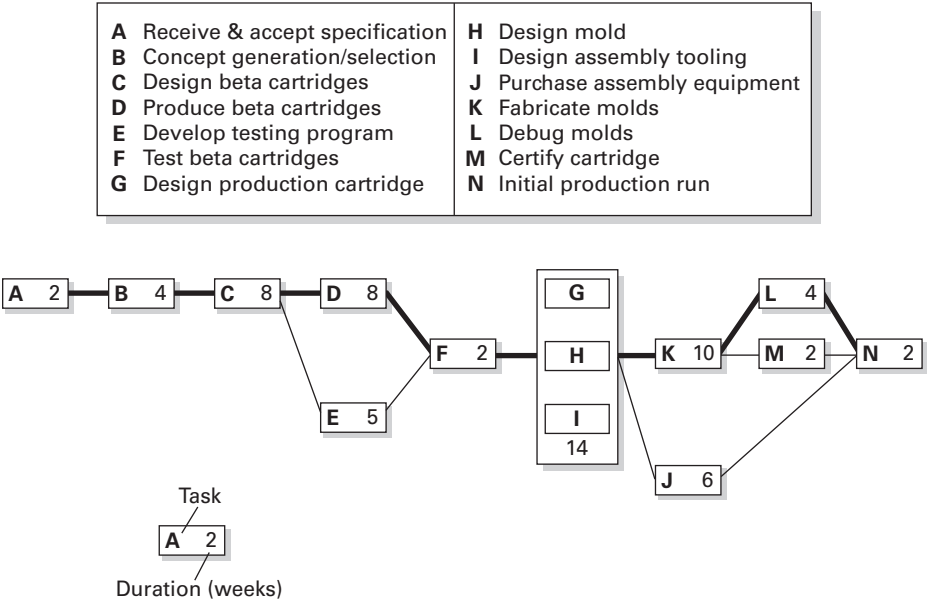 A Receive & accept specification
B Concept generation/selection
C Design beta cartridges
D Produce beta cartridges
E Develop testing program
F Test beta cartridges
G Design production cartridge
H Design mold
I Design assembly tooling
J Purchase assembly equipment
K Fabricate molds
L Debug molds
M Certify cartridge
N Initial production run
A 2
B 4
C 8
D 8
E 5
F 2
G
H
I
14
K 10
L 4
M 2
N 2
J 6
Task
A 2
Duration (weeks)